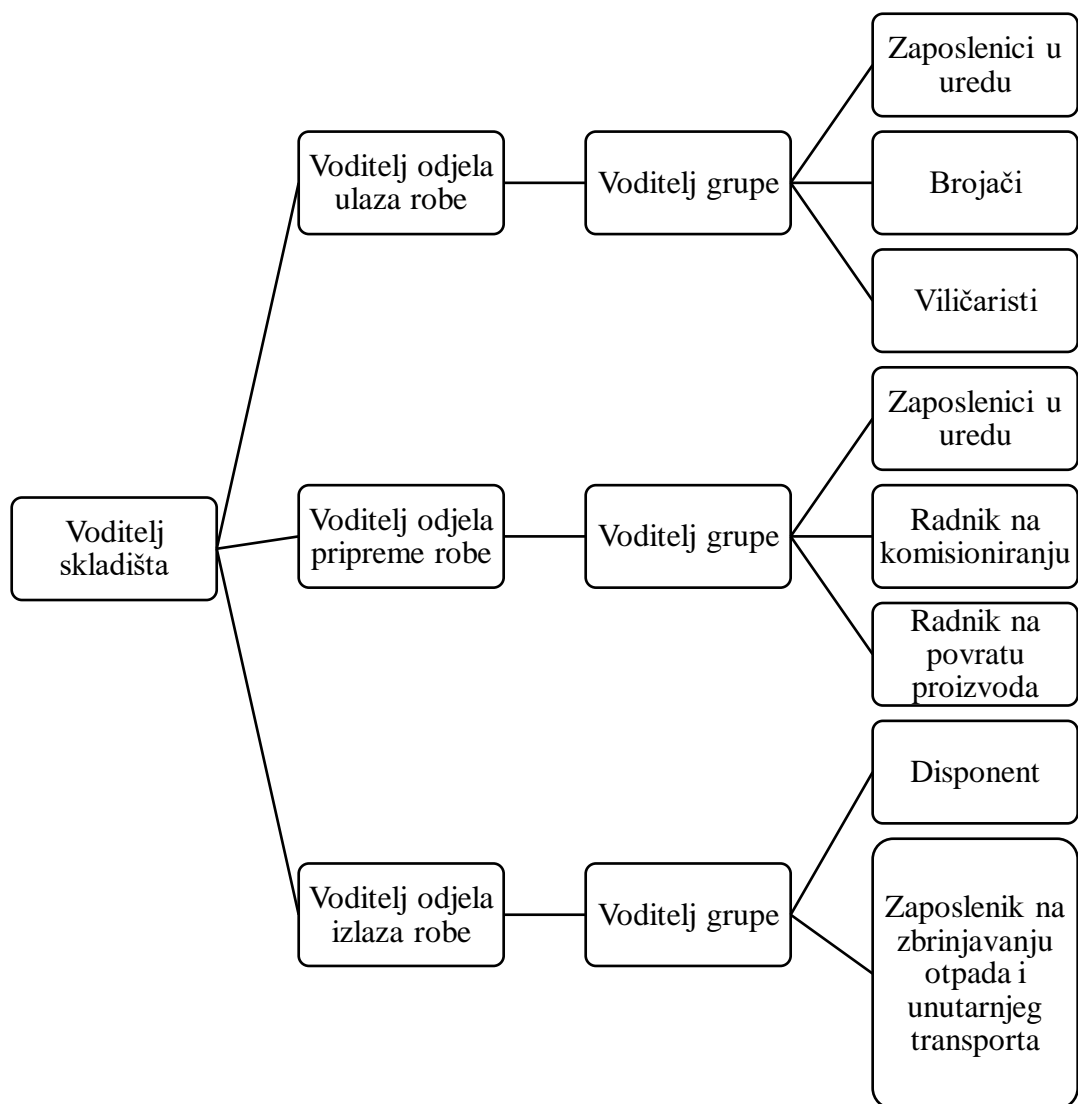 Voditelj
skladišta
Voditelj odjela
ulaza robe
Voditelj grupe
Zaposlenici u
uredu
Brojači
Viličaristi
Voditelj odjela
pripreme robe
Voditelj grupe
Zaposlenici u
uredu
Radnik na
komisioniranju
Radnik na
povratu
proizvoda
Voditelj odjela
izlaza robe
Voditelj grupe
Disponent
Zaposlenik na
zbrinjavanju
otpada i
unutarnjeg
transporta